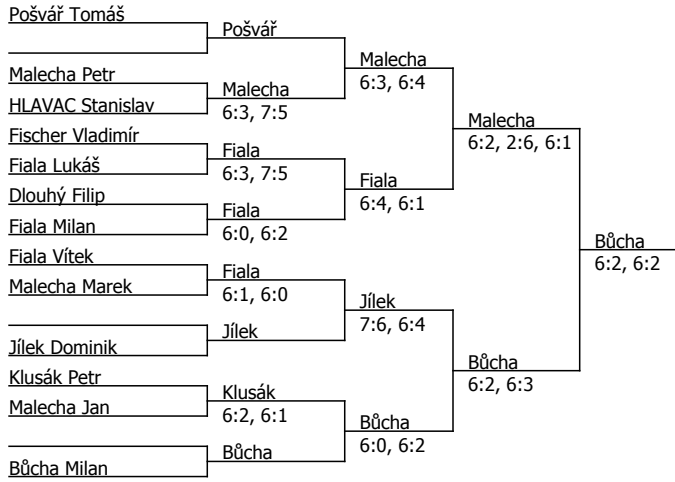 Pošvář Tomáš
Malecha Petr
HLAVAC Stanislav
Fischer Vladimír
Fiala Lukáš
Dlouhý Filip
Fiala Milan
Fiala Vítek
Malecha Marek
Jílek Dominik
Klusák Petr
Malecha Jan
Bůcha Milan
Pošvář
Malecha
6:3, 7:5
Fiala
6:3, 7:5
Fiala
6:0, 6:2
Fiala
6:1, 6:0
Jílek
Klusák
6:2, 6:1
Bůcha
Malecha
6:3, 6:4
Fiala
6:4, 6:1
Jílek
7:6, 6:4
Bůcha
6:0, 6:2
Malecha
6:2, 2:6, 6:1
Bůcha
6:2, 6:3
Bůcha
6:2, 6:2